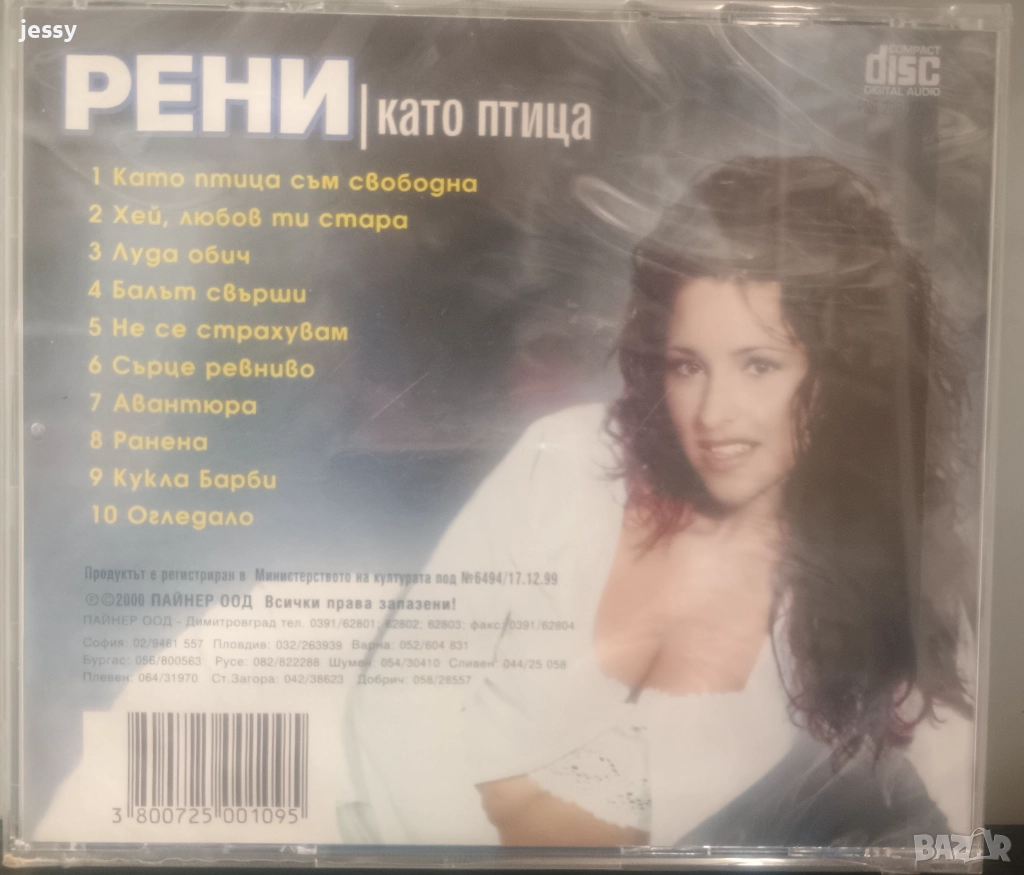 jessy
РЕНИ | като птица
COMPACT
disc
DIGITAL AUDIO
1 Като птица съм свободна
2 Хей, любов ти стара
3 Луда обич
4 Балът свърши
5 Не се страхувам
6 Сърце ревниво
7 Авантюра
8 Ранена
9 Кукла Барби
10 Огледало
Продуктът е регистриран в Министерството на културата под №6494/17.12.99
℗©2000 ПАЙНЕР ООД Всички права запазени!
ПАЙНЕР ООД - Димитровград тел. 0391/62801; 62802; 62803; факс: 0391/62804
София: 02/9461 557 Пловдив: 032/263939 Варна: 052/604 831
Бургас: 056/800563 Русе: 082/822288 Шумен: 054/30410 Сливен: 044/25 058
Плевен: 064/31970 Ст.Загора: 042/38623 Добрич: 058/28557
3 800725 001095
BAZAR